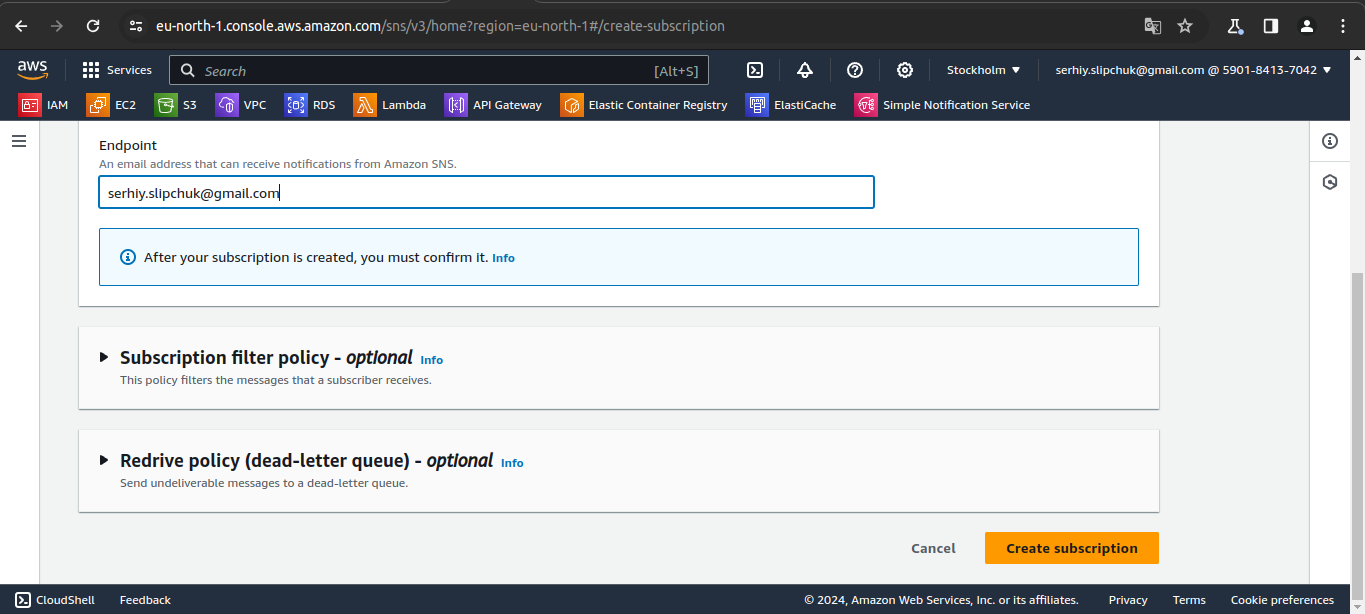 eu-north-1.console.aws.amazon.com/sns/v3/home?region=eu-north-1#/create-subscription
aws Services Search [Alt+S] Stockholm ▼ serhiy.slipchuk@gmail.com @ 5901-8413-7042 ▼
IAM EC2 S3 VPC RDS Lambda API Gateway Elastic Container Registry ElastiCache Simple Notification Service
Endpoint
An email address that can receive notifications from Amazon SNS.
serhiy.slipchuk@gmail.com
After your subscription is created, you must confirm it. Info
Subscription filter policy - optional Info
This policy filters the messages that a subscriber receives.
Redrive policy (dead-letter queue) - optional Info
Send undeliverable messages to a dead-letter queue.
Cancel Create subscription
CloudShell Feedback © 2024, Amazon Web Services, Inc. or its affiliates. Privacy Terms Cookie preferences